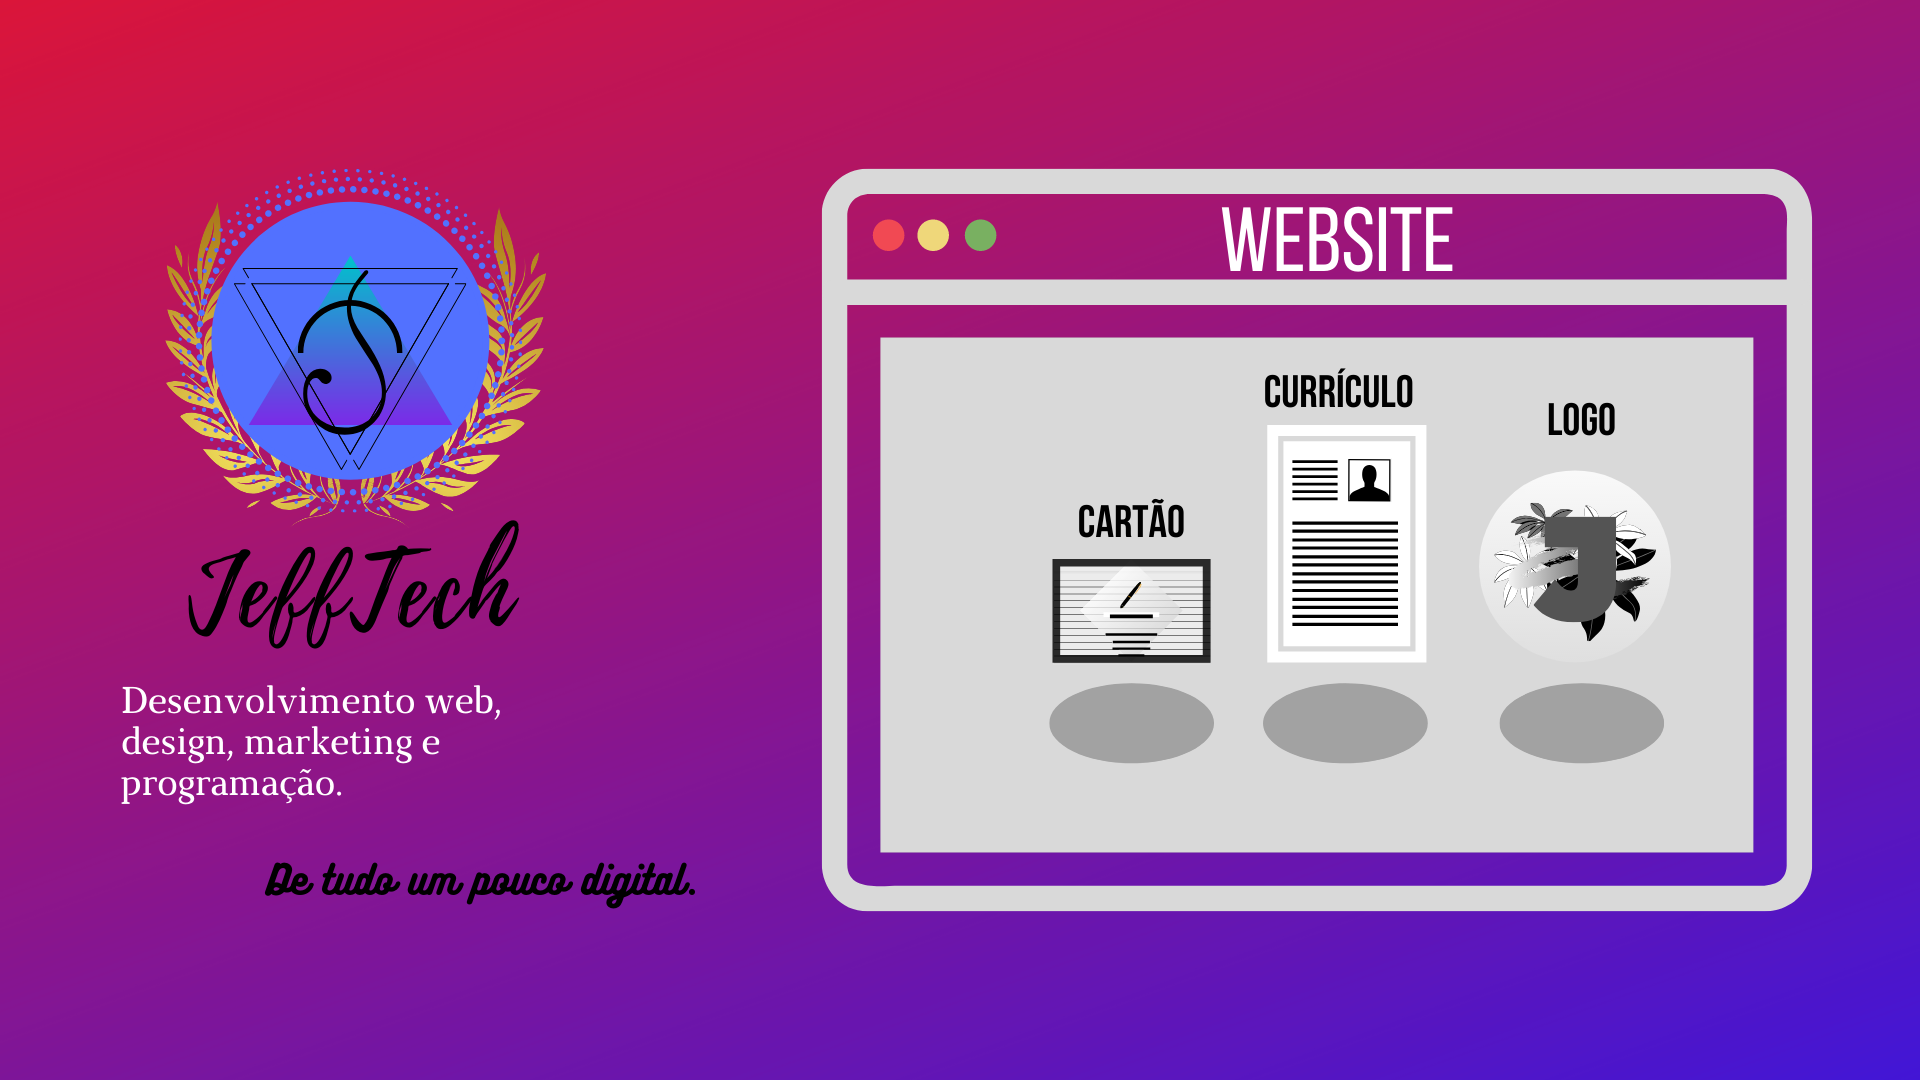 JeffTech
Desenvolvimento web,
design, marketing e
programação.
De tudo um pouco digital.
WEBSITE
CARTÃO
CURRÍCULO
LOGO
J